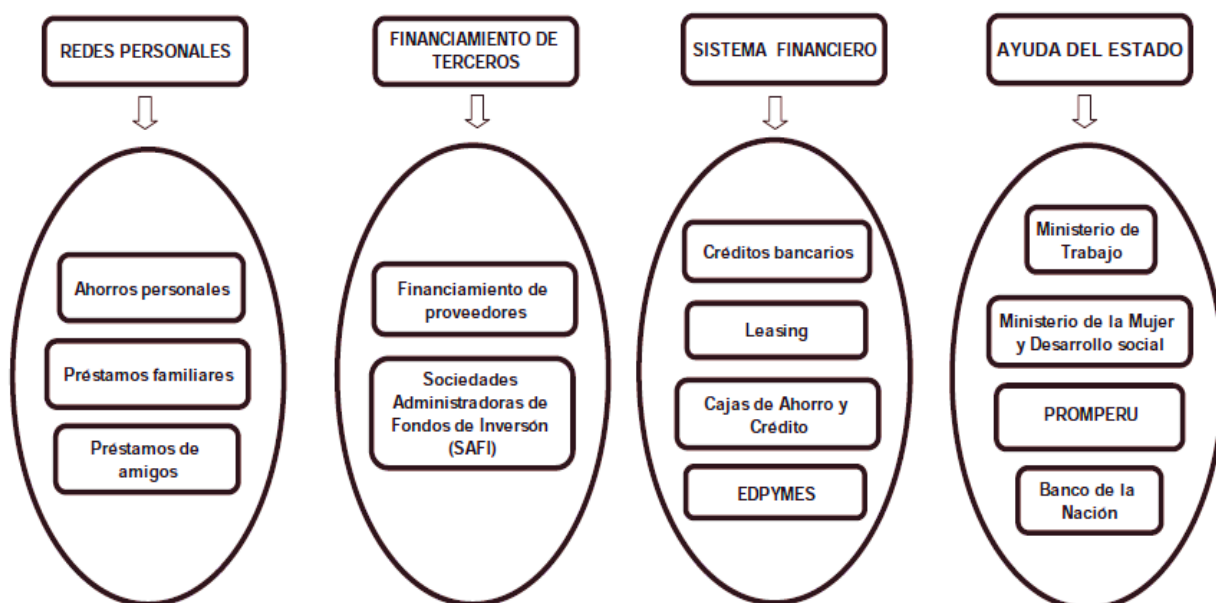 REDES PERSONALES
Ahorros personales
Préstamos familiares
Préstamos de
amigos
FINANCIAMIENTO DE
TERCEROS
Financiamiento de
proveedores
Sociedades
Administradoras de
Fondos de Inversón
(SAFI)
SISTEMA FINANCIERO
Créditos bancarios
Leasing
Cajas de Ahorro y
Crédito
EDPYMES
AYUDA DEL ESTADO
Ministerio de
Trabajo
Ministerio de la Mujer
y Desarrollo social
PROMPERU
Banco de la
Nación